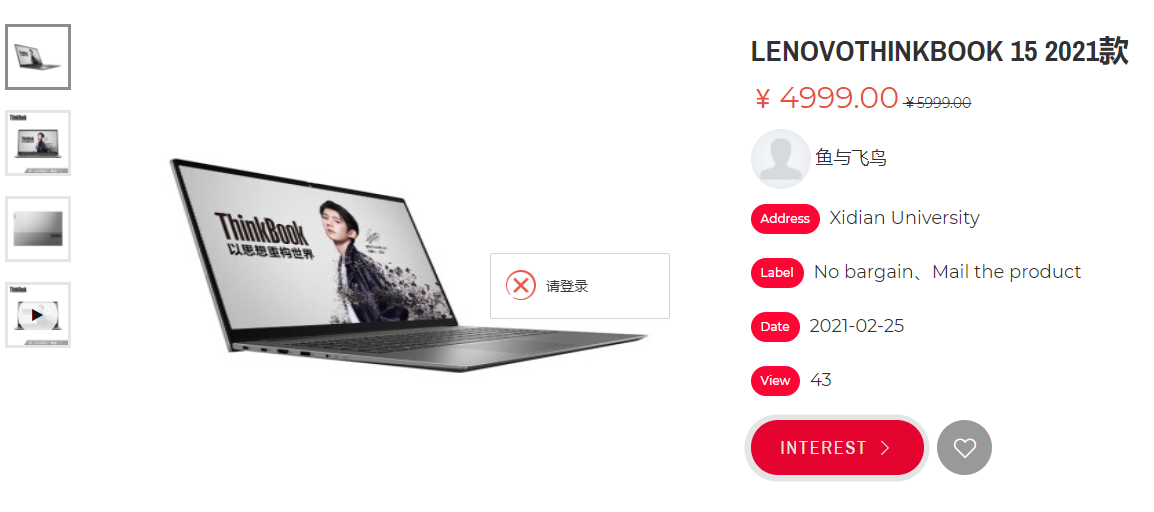 LENOVOTHINKBOOK 15 2021款
¥ 4999.00 ¥ 5999.00
鱼与飞鸟
Address Xidian University
Label No bargain、Mail the product
Date 2021-02-25
View 43
INTEREST
ThinkBook
以思想重构世界
请登录
ThinkBook
ThinkBook